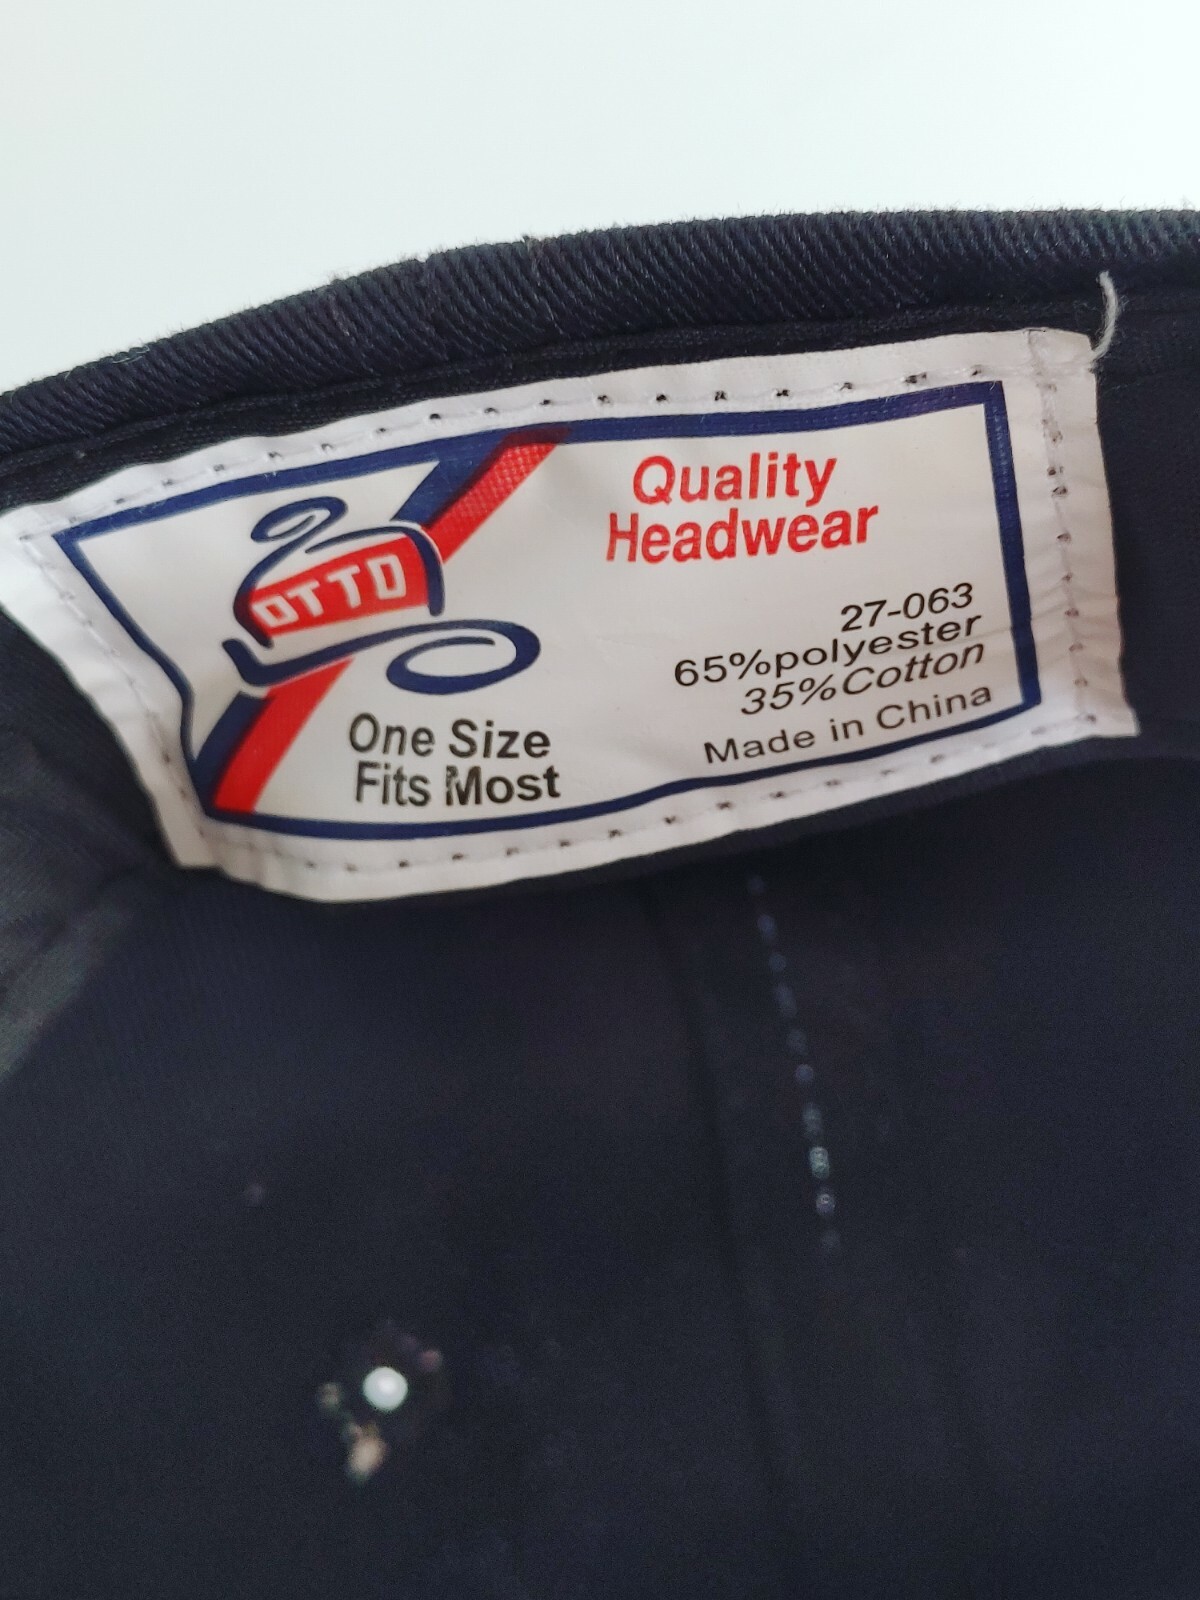 OTTO
One Size
Fits Most
Quality
Headwear
27-063
65%polyester
35%Cotton
Made in China